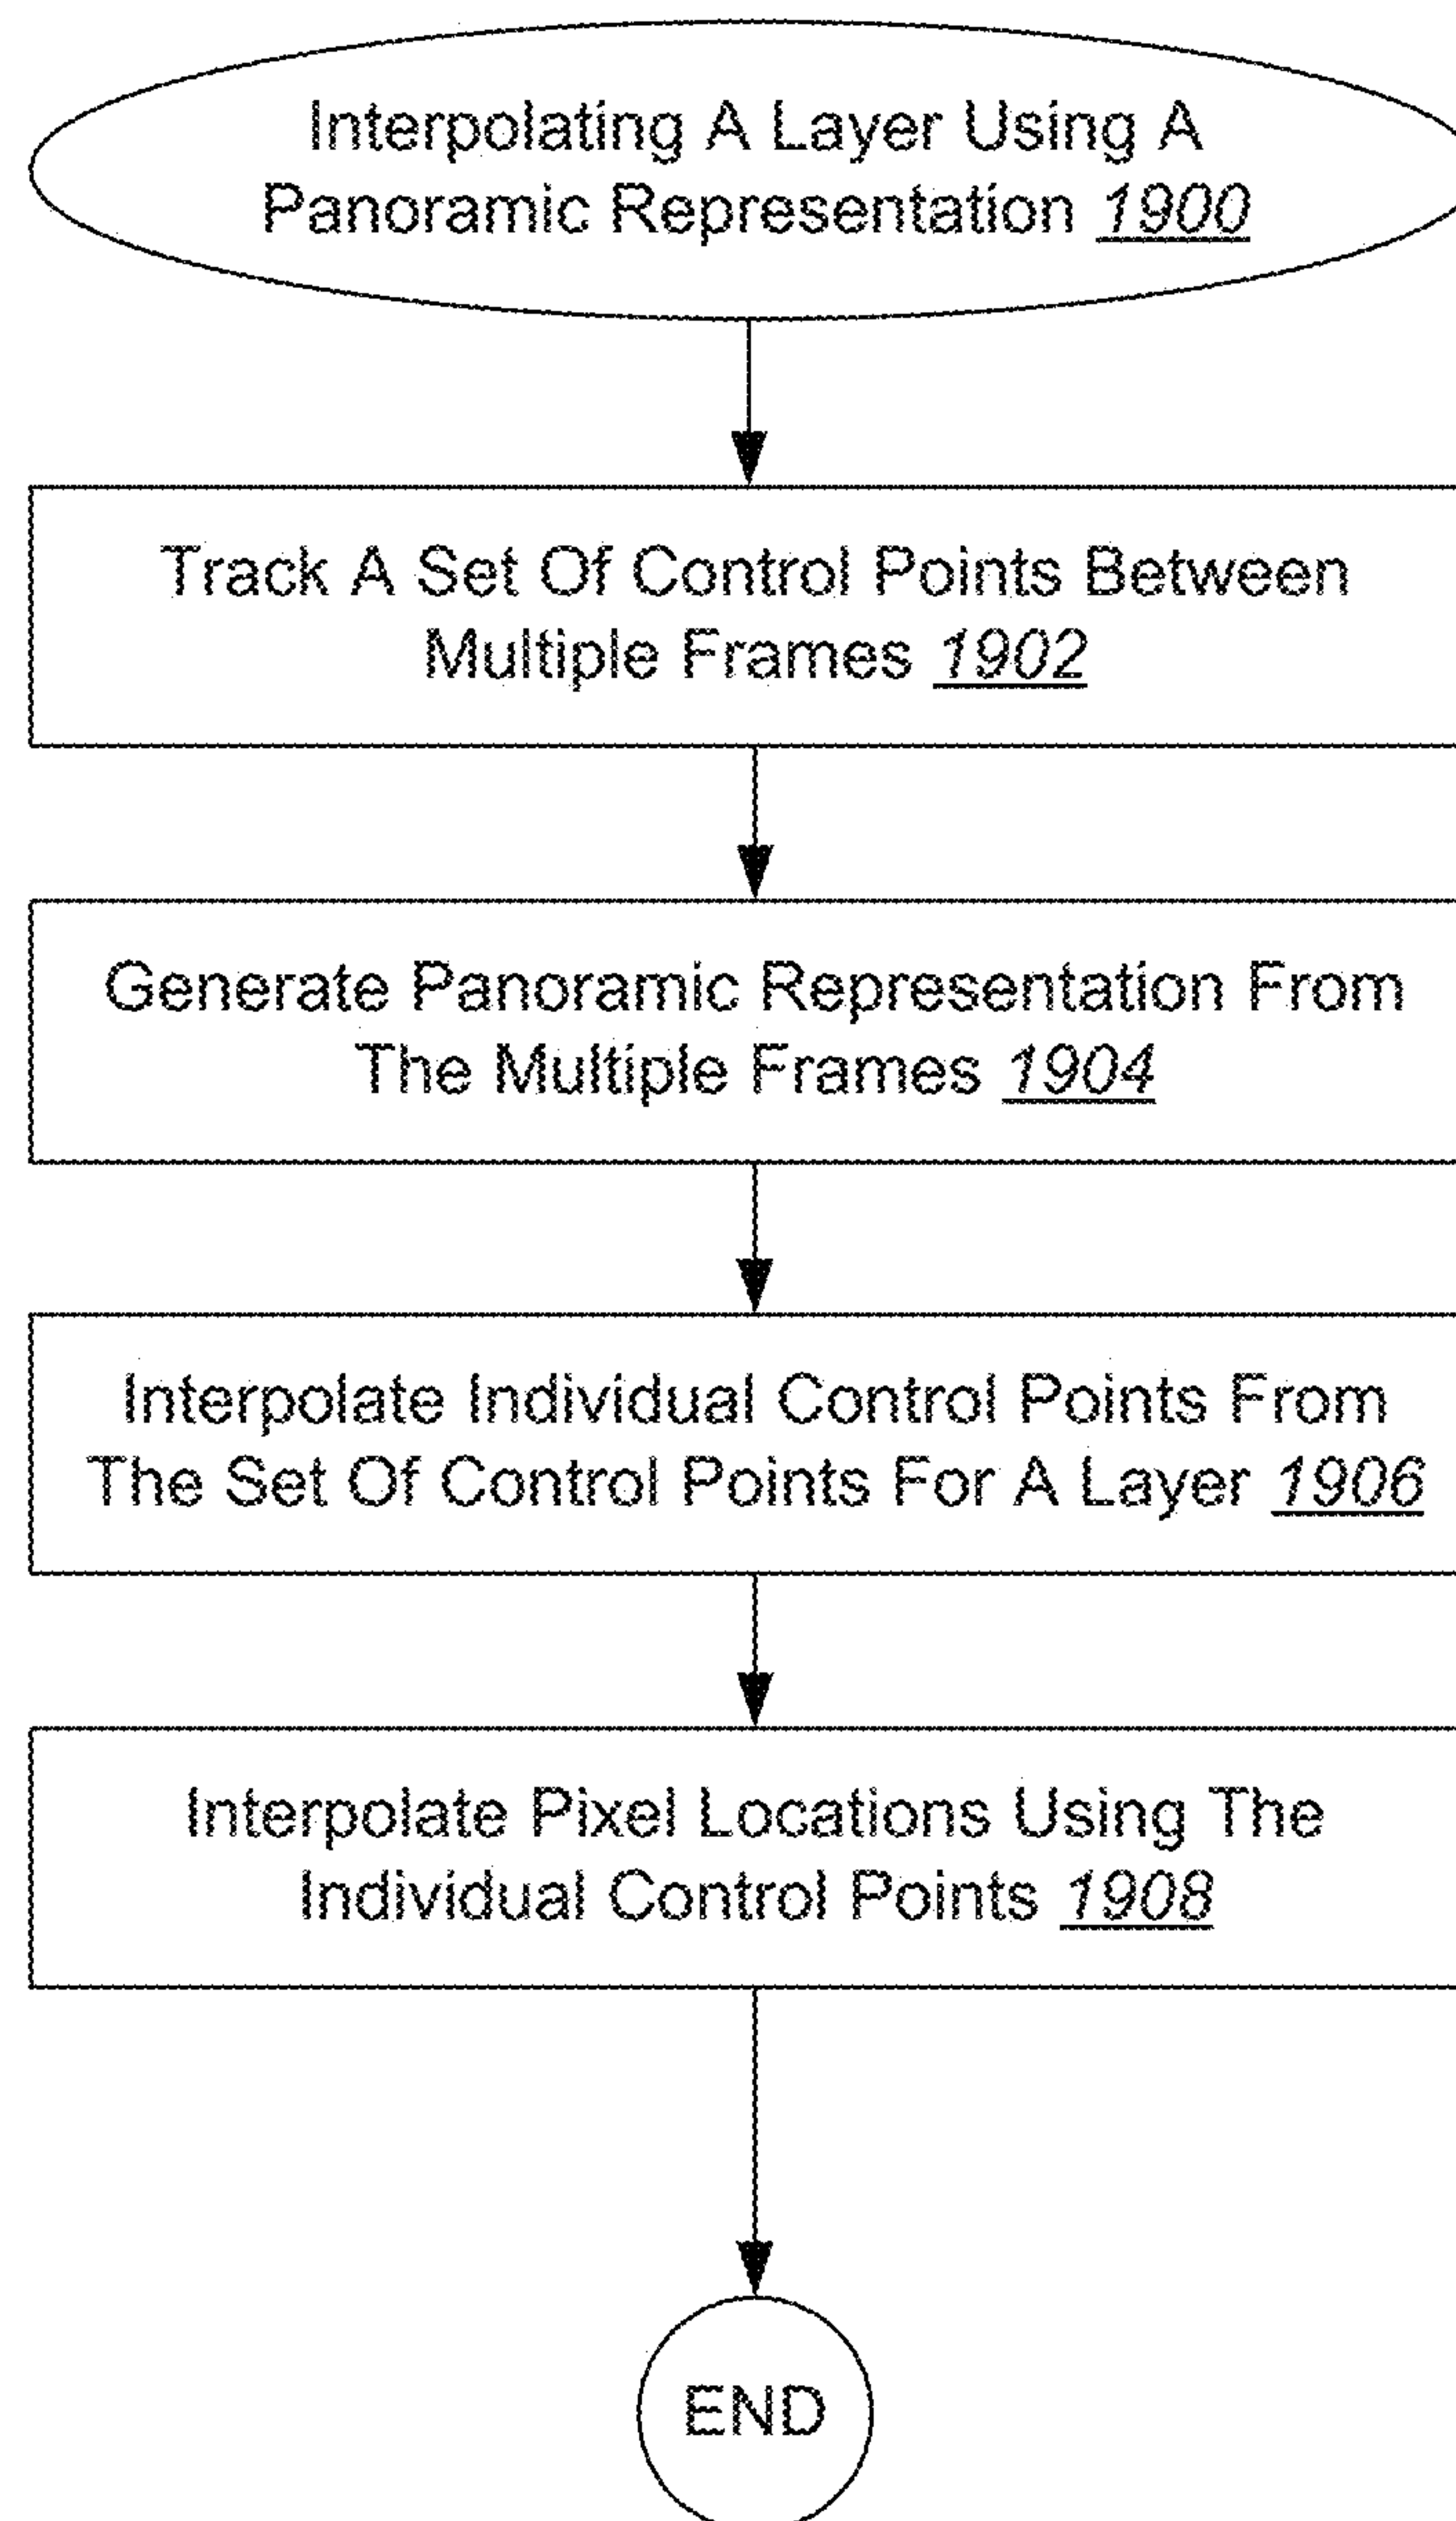 Interpolating A Layer Using A
Panoramic Representation 1900
Track A Set Of Control Points Between
Multiple Frames 1902
Generate Panoramic Representation From
The Multiple Frames 1904
Interpolate Individual Control Points From
The Set Of Control Points For A Layer 1906
Interpolate Pixel Locations Using The
Individual Control Points 1908
END